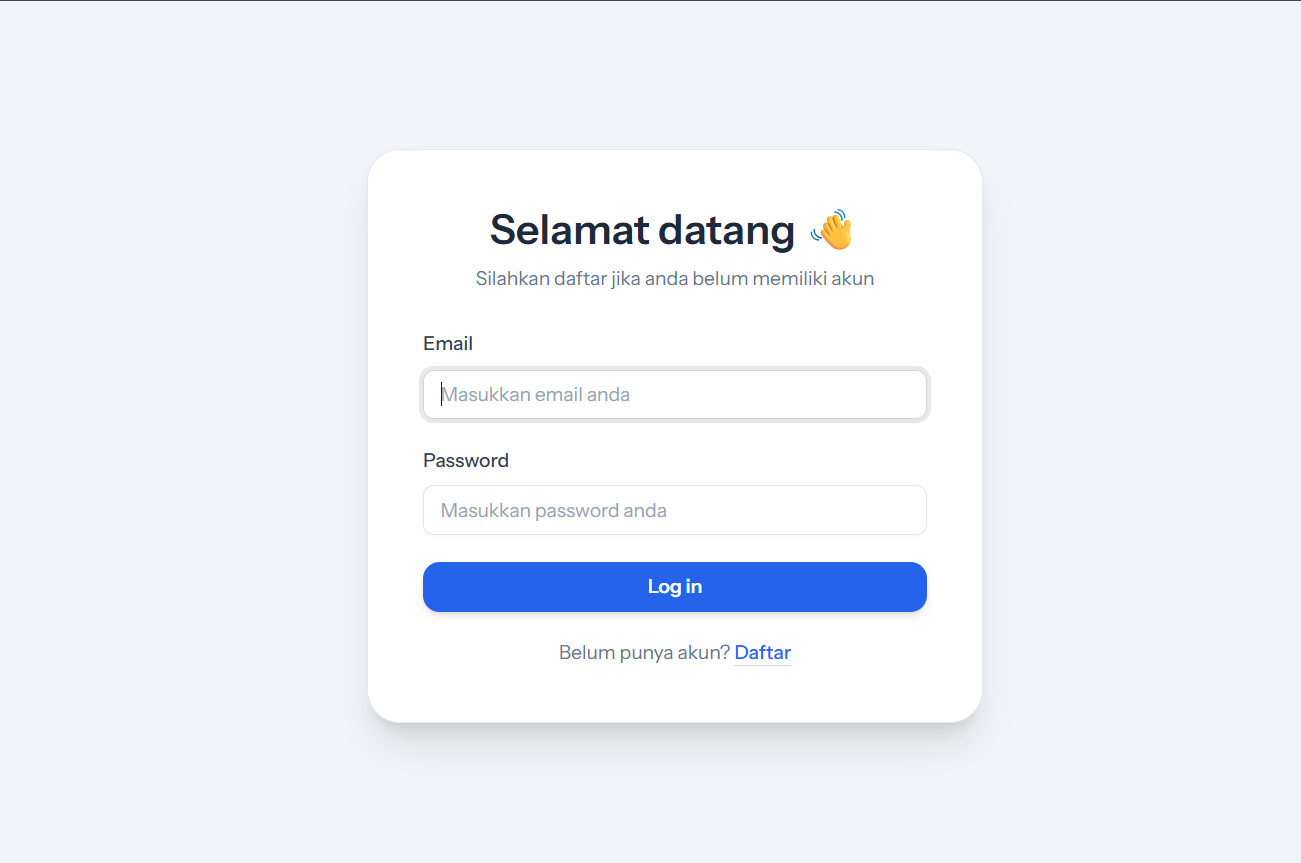 Selamat datang 👋
Silahkan daftar jika anda belum memiliki akun
Email
Masukkan email anda
Password
Masukkan password anda
Log in
Belum punya akun? Daftar